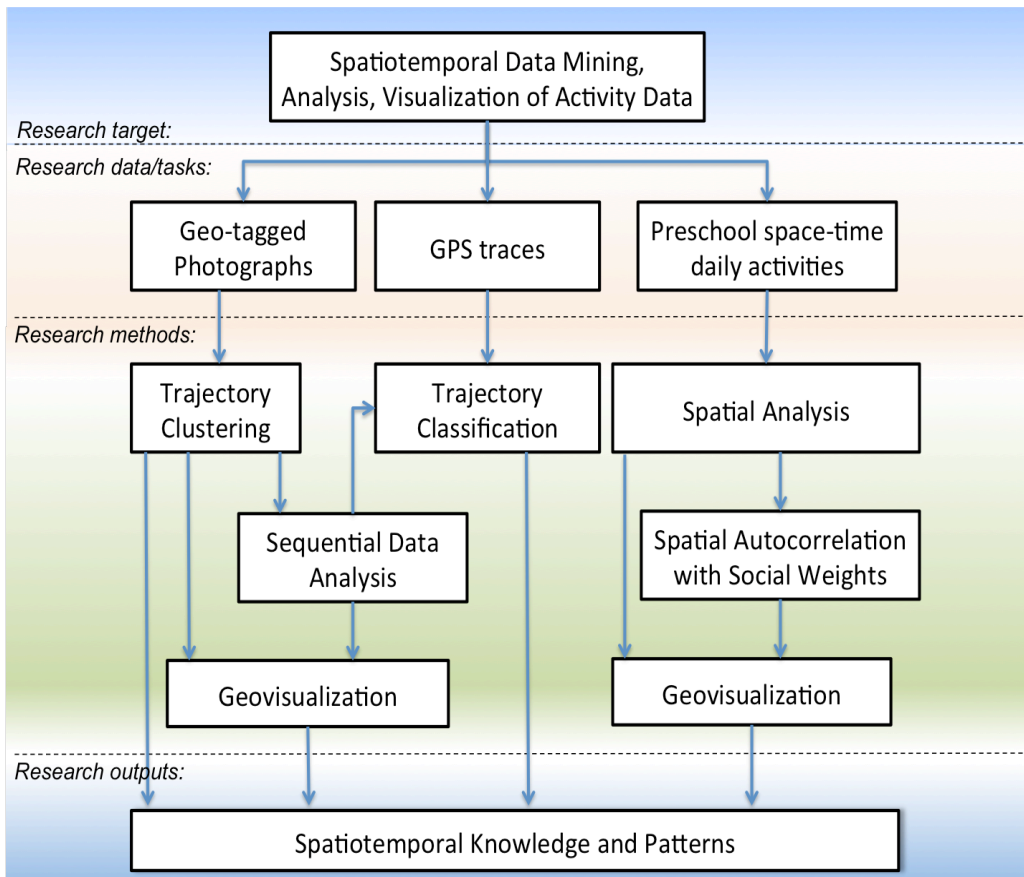 Spatiotemporal Data Mining,
Analysis, Visualization of Activity Data
Research target:
Research data/tasks:
Geo-tagged
Photographs
GPS traces
Preschool space-time
daily activities
Research methods:
Trajectory
Clustering
Trajectory
Classification
Spatial Analysis
Sequential Data
Analysis
Spatial Autocorrelation
with Social Weights
Geovisualization
Geovisualization
Research outputs:
Spatiotemporal Knowledge and Patterns